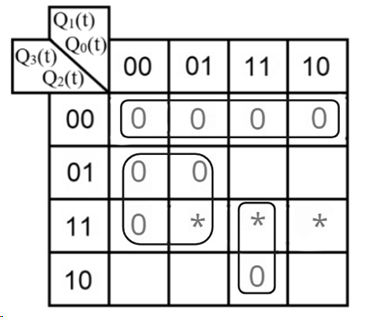 Q₁(t)
Q₀(t)
Q₃(t)
Q₂(t)
00 01 11 10
00 0 0 0 0
01 0 0
11 0 * * *
10 0